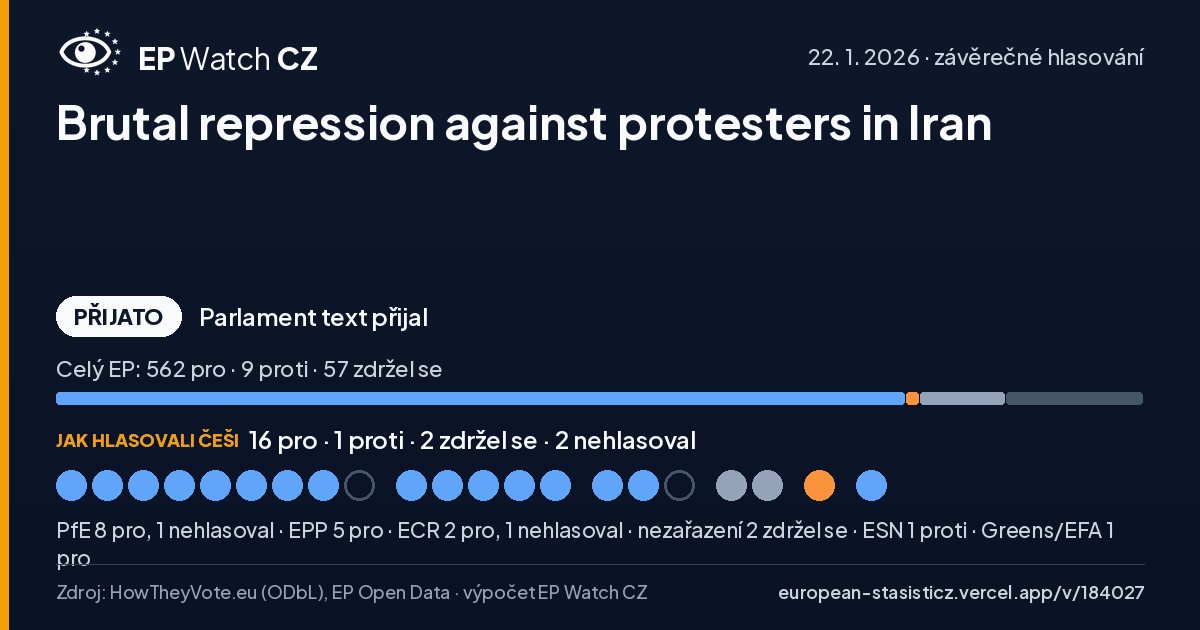 EP Watch CZ
22. 1. 2026 · závěrečné hlasování
Brutal repression against protesters in Iran
PŘIJATO
Parlament text přijal
Celý EP: 562 pro · 9 proti · 57 zdržel se
JAK HLASOVALI ČEŠI 16 pro · 1 proti · 2 zdržel se · 2 nehlasoval
PfE 8 pro, 1 nehlasoval · EPP 5 pro · ECR 2 pro, 1 nehlasoval · nezařazení 2 zdržel se · ESN 1 proti · Greens/EFA 1
pro
Zdroj: HowTheyVote.eu (ODbL), EP Open Data · výpočet EP Watch CZ
european-stasisticz.vercel.app/v/184027